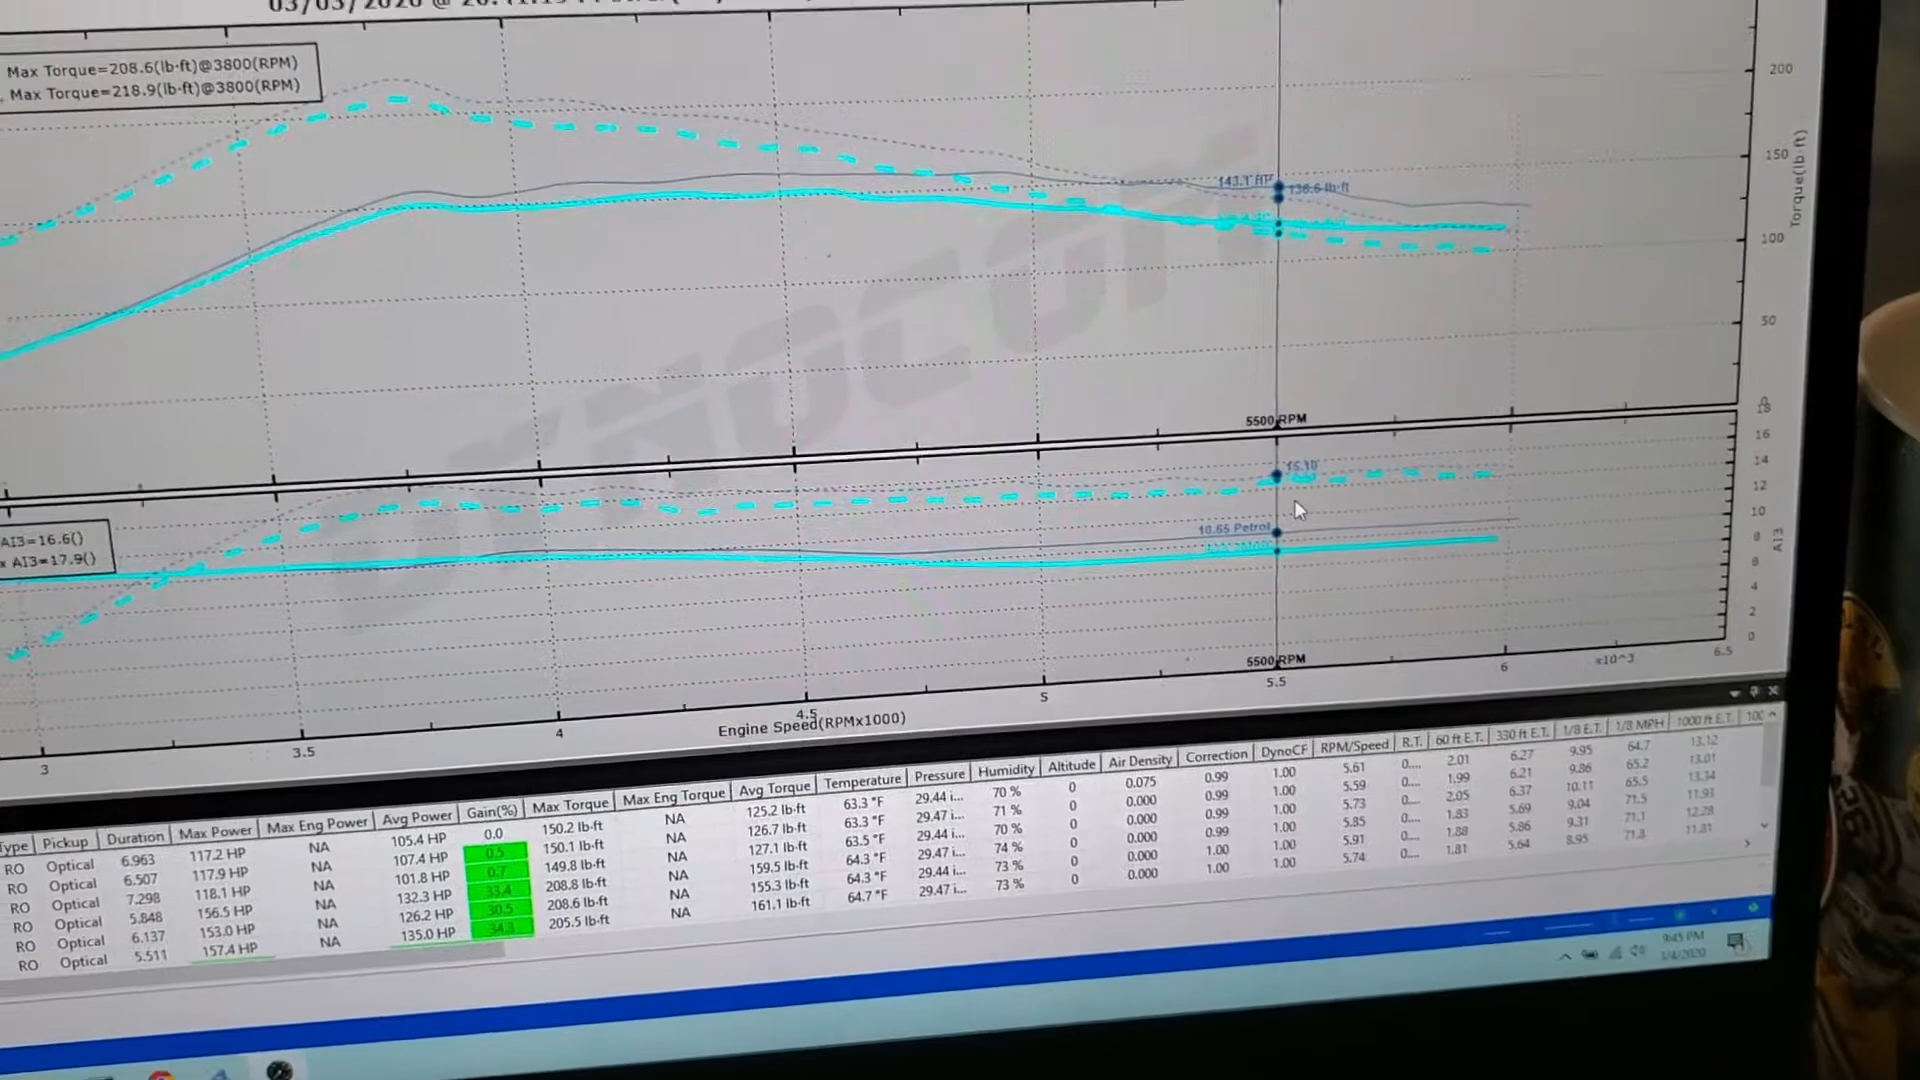 Max Torque=208.6(lb·ft)@3800(RPM)
, Max Torque=218.9(lb·ft)@3800(RPM)
200
150
Torque(lb·ft)
100
50
0
143.1 HP
136.6 lb·ft
DYNOCOM
5500 RPM
18
16
14
12
10
8
6
4
2
0
AI3
15.10
10.65 Petrol
AI3=16.6()
x AI3=17.9()
5500 RPM
3
3.5
4
4.5
5
5.5
6
x10^3
6.5
Engine Speed(RPMx1000)
Type Pickup Duration Max Power Max Eng Power Avg Power Gain(%) Max Torque Max Eng Torque Avg Torque Temperature Pressure Humidity Altitude Air Density Correction DynoCF RPM/Speed R.T. 60 ft E.T. 330 ft E.T. 1/8 E.T. 1/8 MPH 1000 ft E.T.
RO Optical 6.963 117.2 HP NA 105.4 HP 0.0 150.2 lb·ft NA 125.2 lb·ft 63.3 °F 29.44 i... 70 % 0 0.075 0.99 1.00 5.61 0.... 2.01 6.27 9.95 64.7 13.12
RO Optical 6.507 117.9 HP NA 107.4 HP 0.5 150.1 lb·ft NA 126.7 lb·ft 63.3 °F 29.47 i... 71 % 0 0.000 0.99 1.00 5.59 0.... 1.99 6.21 9.86 65.2 13.01
RO Optical 7.298 118.1 HP NA 101.8 HP 0.7 149.8 lb·ft NA 127.1 lb·ft 63.5 °F 29.44 i... 70 % 0 0.000 0.99 1.00 5.73 0.... 2.05 6.37 10.11 65.5 13.34
RO Optical 5.848 156.5 HP NA 132.3 HP 33.4 208.8 lb·ft NA 159.5 lb·ft 64.3 °F 29.47 i... 74 % 0 0.000 0.99 1.00 5.85 0.... 1.83 5.69 9.04 71.5 11.93
RO Optical 6.137 153.0 HP NA 126.2 HP 30.5 208.6 lb·ft NA 155.3 lb·ft 64.3 °F 29.44 i... 73 % 0 0.000 1.00 1.00 5.91 0.... 1.88 5.86 9.31 71.1 12.28
RO Optical 5.511 157.4 HP NA 135.0 HP 34.3 205.5 lb·ft NA 161.1 lb·ft 64.7 °F 29.47 i... 73 % 0 0.000 1.00 1.00 5.74 0.... 1.81 5.64 8.95 71.8 11.81
9:45 PM
3/4/2020